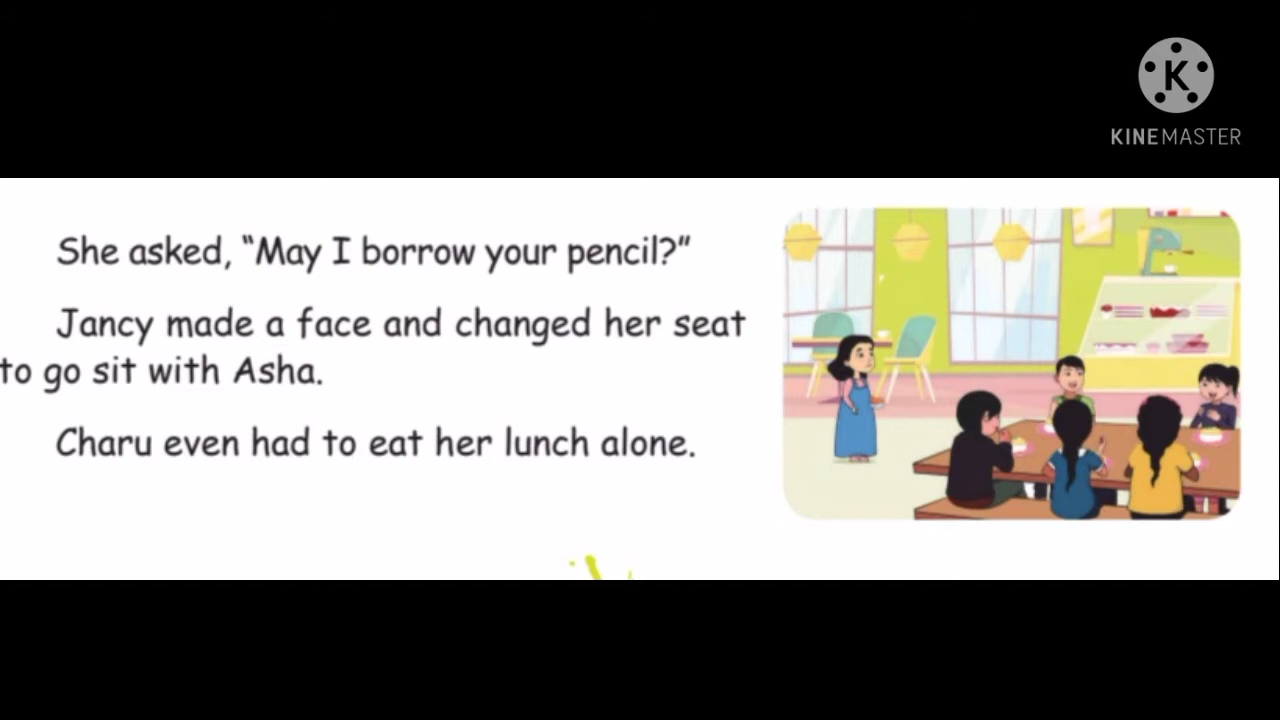 KINEMASTER
She asked, “May I borrow your pencil?”
Jancy made a face and changed her seat
to go sit with Asha.
Charu even had to eat her lunch alone.